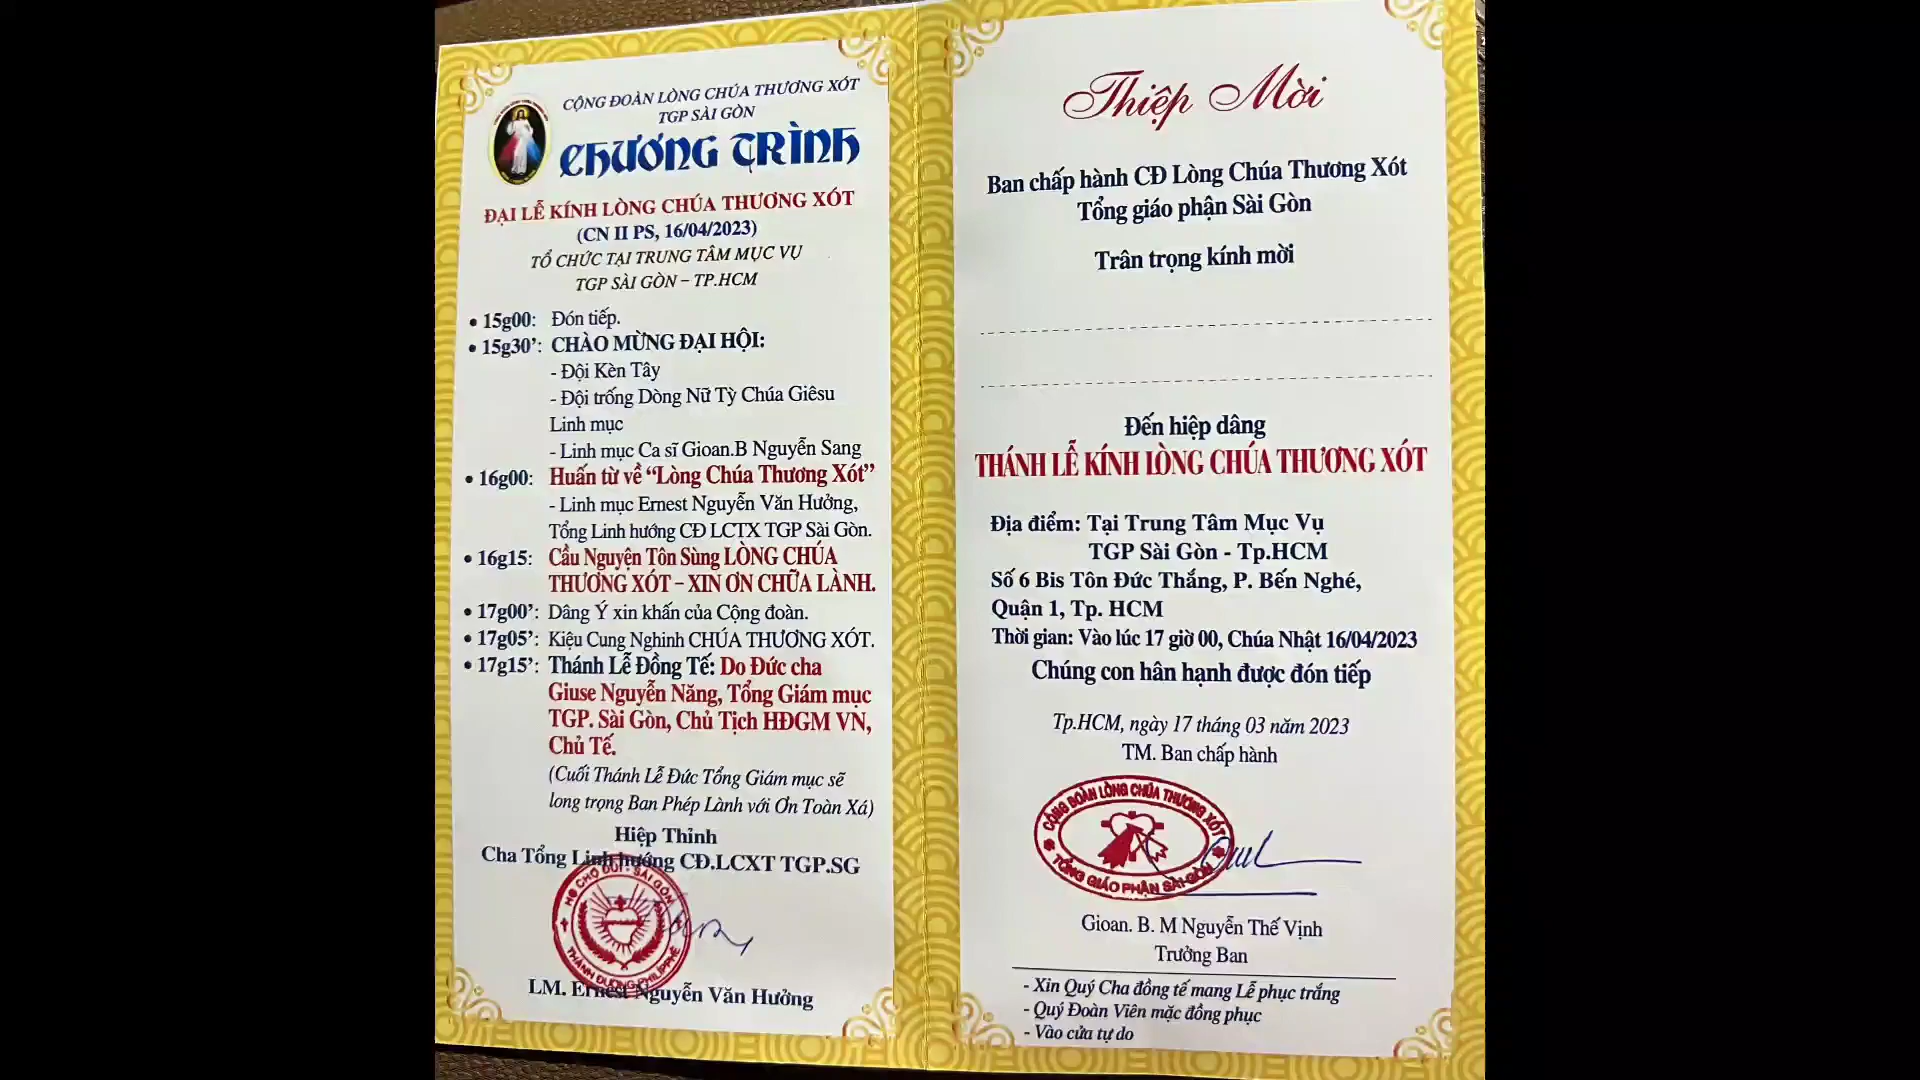 CỘNG ĐOÀN LÒNG CHÚA THƯƠNG XÓT
TGP SÀI GÒN
CHƯƠNG TRÌNH
ĐẠI LỄ KÍNH LÒNG CHÚA THƯƠNG XÓT
(CN II PS, 16/04/2023)
TỔ CHỨC TẠI TRUNG TÂM MỤC VỤ
TGP SÀI GÒN – TP.HCM
• 15g00: Đón tiếp.
• 15g30’: CHÀO MỪNG ĐẠI HỘI:
- Đội Kèn Tây
- Đội trống Dòng Nữ Tỳ Chúa Giêsu
Linh mục
- Linh mục Ca sĩ Gioan.B Nguyễn Sang
• 16g00: Huấn từ về “Lòng Chúa Thương Xót”
- Linh mục Ernest Nguyễn Văn Hưởng,
Tổng Linh hướng CĐ LCTX TGP Sài Gòn.
• 16g15: Cầu Nguyện Tôn Sùng LÒNG CHÚA
THƯƠNG XÓT – XIN ƠN CHỮA LÀNH.
• 17g00’: Dâng Ý xin khấn của Cộng đoàn.
• 17g05’: Kiệu Cung Nghinh CHÚA THƯƠNG XÓT.
• 17g15’: Thánh Lễ Đồng Tế: Do Đức cha
Giuse Nguyễn Năng, Tổng Giám mục
TGP. Sài Gòn, Chủ Tịch HĐGM VN,
Chủ Tế.
(Cuối Thánh Lễ Đức Tổng Giám mục sẽ
long trọng Ban Phép Lành với Ơn Toàn Xá)
Hiệp Thỉnh
Cha Tổng Linh hướng CĐ.LCXT TGP.SG
HỌ CHỢ ĐŨI - SÀI GÒN
THÁNH ĐƯỜNG PHILIPPHÊ
LM. Ernest Nguyễn Văn Hưởng
Thiệp Mời
Ban chấp hành CĐ Lòng Chúa Thương Xót
Tổng giáo phận Sài Gòn
Trân trọng kính mời
Đến hiệp dâng
THÁNH LỄ KÍNH LÒNG CHÚA THƯƠNG XÓT
Địa điểm: Tại Trung Tâm Mục Vụ
TGP Sài Gòn - Tp.HCM
Số 6 Bis Tôn Đức Thắng, P. Bến Nghé,
Quận 1, Tp. HCM
Thời gian: Vào lúc 17 giờ 00, Chúa Nhật 16/04/2023
Chúng con hân hạnh được đón tiếp
Tp.HCM, ngày 17 tháng 03 năm 2023
TM. Ban chấp hành
CỘNG ĐOÀN LÒNG CHÚA THƯƠNG XÓT
TỔNG GIÁO PHẬN SÀI GÒN
Gioan. B. M Nguyễn Thế Vịnh
Trưởng Ban
- Xin Quý Cha đồng tế mang Lễ phục trắng
- Quý Đoàn Viên mặc đồng phục
- Vào cửa tự do